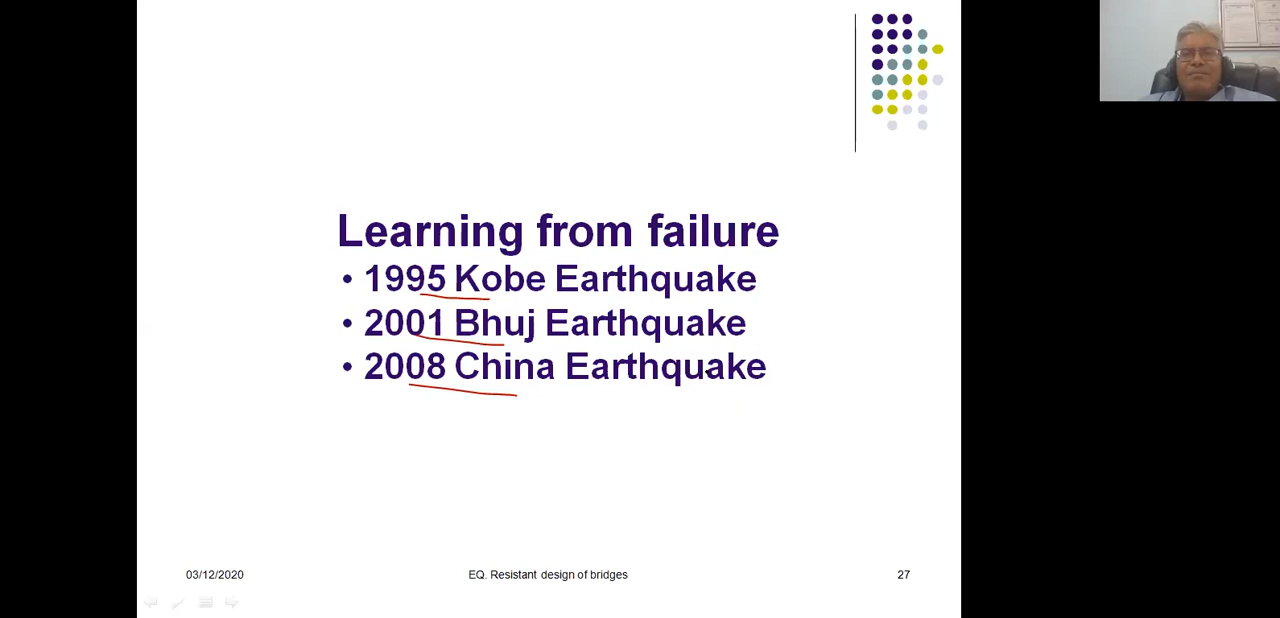 Learning from failure
• 1995 Kobe Earthquake
• 2001 Bhuj Earthquake
• 2008 China Earthquake
03/12/2020
EQ. Resistant design of bridges
27